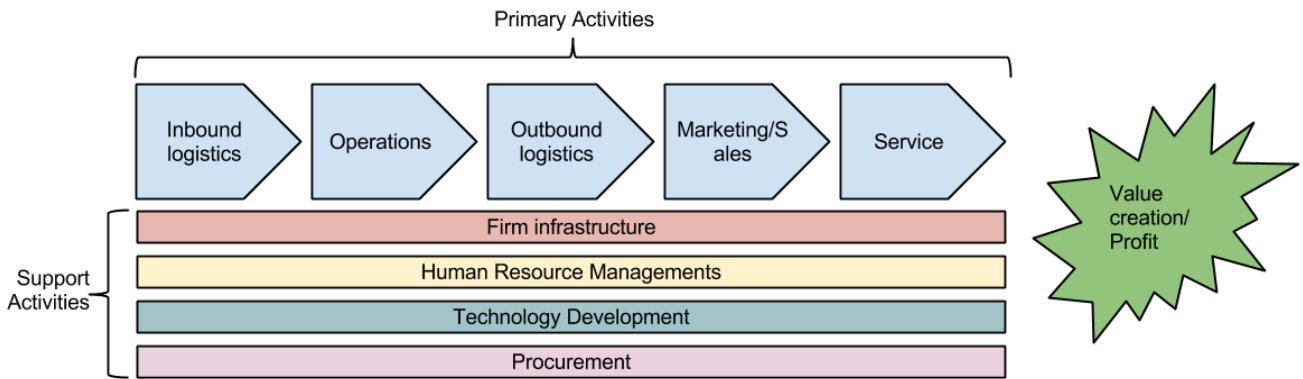 Primary Activities
Inbound
logistics
Operations
Outbound
logistics
Marketing/S
ales
Service
Value
creation/
Profit
Support
Activities
Firm infrastructure
Human Resource Managements
Technology Development
Procurement